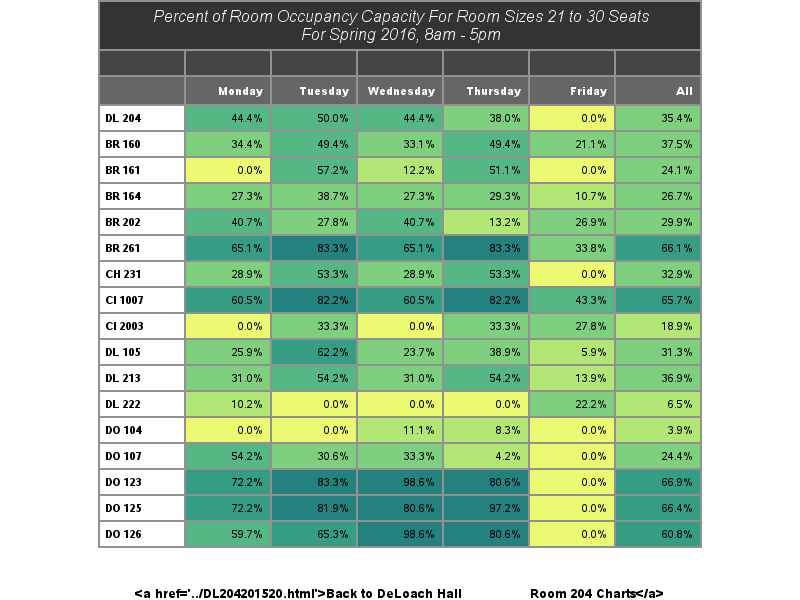 Percent of Room Occupancy Capacity For Room Sizes 21 to 30 Seats
For Spring 2016, 8am - 5pm
Monday Tuesday Wednesday Thursday Friday All
DL 204 44.4% 50.0% 44.4% 38.0% 0.0% 35.4%
BR 160 34.4% 49.4% 33.1% 49.4% 21.1% 37.5%
BR 161 0.0% 57.2% 12.2% 51.1% 0.0% 24.1%
BR 164 27.3% 38.7% 27.3% 29.3% 10.7% 26.7%
BR 202 40.7% 27.8% 40.7% 13.2% 26.9% 29.9%
BR 261 65.1% 83.3% 65.1% 83.3% 33.8% 66.1%
CH 231 28.9% 53.3% 28.9% 53.3% 0.0% 32.9%
CI 1007 60.5% 82.2% 60.5% 82.2% 43.3% 65.7%
CI 2003 0.0% 33.3% 0.0% 33.3% 27.8% 18.9%
DL 105 25.9% 62.2% 23.7% 38.9% 5.9% 31.3%
DL 213 31.0% 54.2% 31.0% 54.2% 13.9% 36.9%
DL 222 10.2% 0.0% 0.0% 0.0% 22.2% 6.5%
DO 104 0.0% 0.0% 11.1% 8.3% 0.0% 3.9%
DO 107 54.2% 30.6% 33.3% 4.2% 0.0% 24.4%
DO 123 72.2% 83.3% 98.6% 80.6% 0.0% 66.9%
DO 125 72.2% 81.9% 80.6% 97.2% 0.0% 66.4%
DO 126 59.7% 65.3% 98.6% 80.6% 0.0% 60.8%
<a href='../DL204201520.html'>Back to DeLoach Hall Room 204 Charts</a>